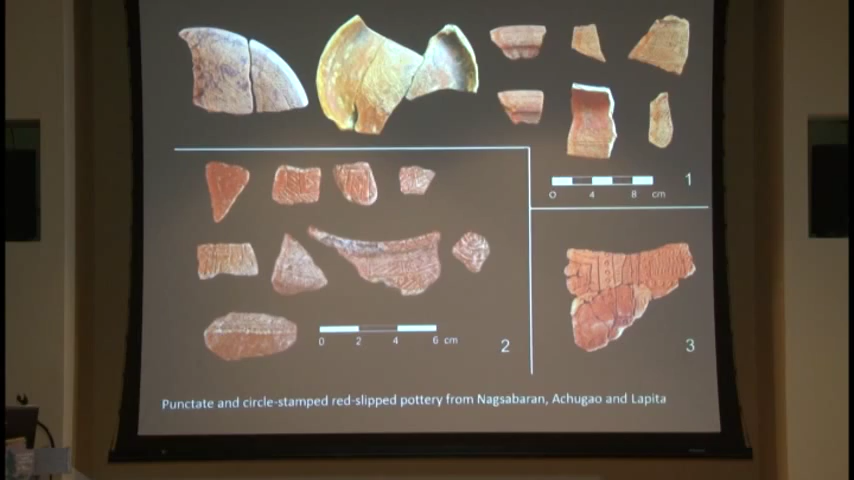 1
0 4 8 cm
0 2 4 6 cm
2
3
Punctate and circle-stamped red-slipped pottery from Nagsabaran, Achugao and Lapita